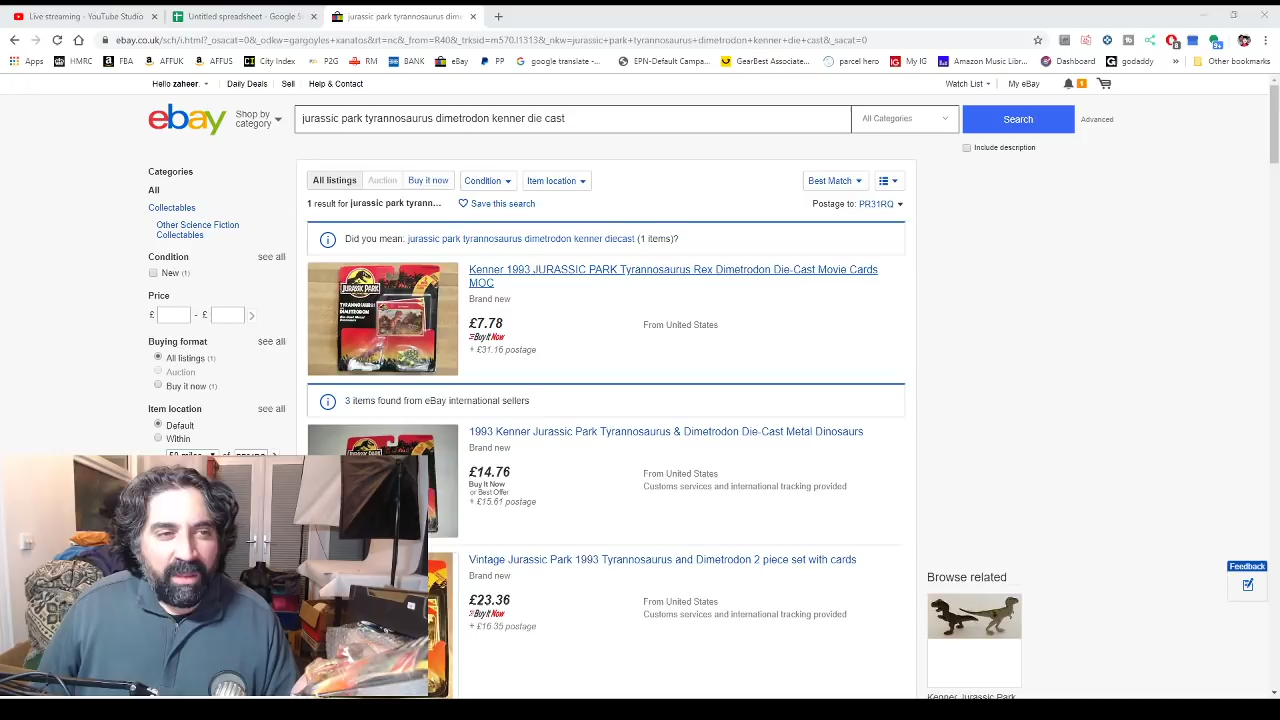 Live streaming - YouTube Studio
Untitled spreadsheet - Google S
jurassic park tyrannosaurus dime
ebay.co.uk/sch/i.html?_osacat=0&_odkw=gargoyles+xanatos&rt=nc&_from=R40&_trksid=m570.l1313&_nkw=jurassic+park+tyrannosaurus+dimetrodon+kenner+die+cast&_sacat=0
Apps HMRC FBA AFFUK AFFUS City Index P2G RM BANK eBay PP google translate -... EPN-Default Campa... GearBest Associate... parcel hero My IG Amazon Music Libr... Dashboard godaddy » Other bookmarks
Hello zaheer. Daily Deals Sell Help & Contact Watch List My eBay 1
ebay Shop by category jurassic park tyrannosaurus dimetrodon kenner die cast All Categories Search Advanced
Include description
Categories
All
Collectables
Other Science Fiction
Collectables
Condition see all
New (1)
Price
£ - £
Buying format see all
All listings (1)
Auction
Buy it now (1)
Item location see all
Default
Within
All listings Auction Buy it now Condition Item location Best Match
1 result for jurassic park tyrann... Save this search Postage to: PR31RQ
Did you mean: jurassic park tyrannosaurus dimetrodon kenner diecast (1 items)?
JURASSIC PARK
TYRANNOSAURUS
DIMETRODON
Kenner 1993 JURASSIC PARK Tyrannosaurus Rex Dimetrodon Die-Cast Movie Cards
MOC
Brand new
£7.78 From United States
Buy It Now
+ £31.16 postage
3 items found from eBay international sellers
1993 Kenner Jurassic Park Tyrannosaurus & Dimetrodon Die-Cast Metal Dinosaurs
Brand new
£14.76 From United States
Buy It Now Customs services and international tracking provided
or Best Offer
+ £15.61 postage
Vintage Jurassic Park 1993 Tyrannosaurus and Dimetrodon 2 piece set with cards
Brand new
£23.36 From United States
Buy It Now Customs services and international tracking provided
+ £16.35 postage
Browse related
Feedback
Kenner Jurassic Park